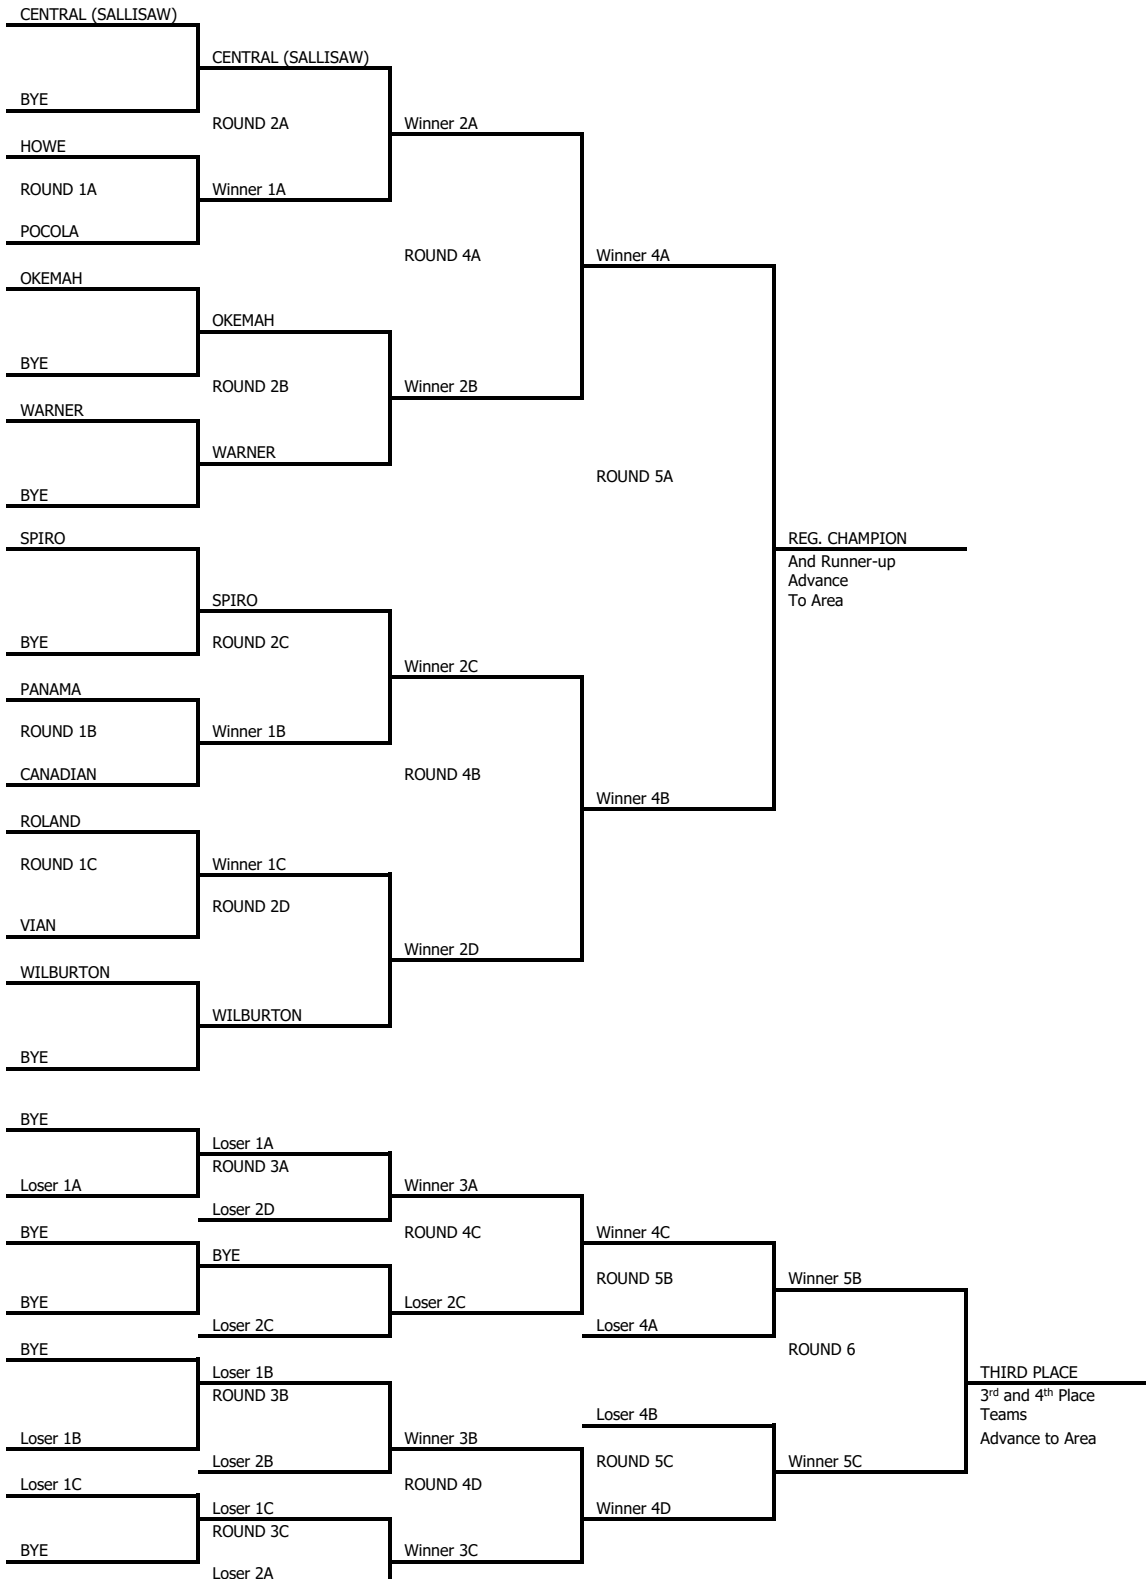 CENTRAL (SALLISAW)
CENTRAL (SALLISAW)
BYE
ROUND 2A
Winner 2A
HOWE
ROUND 1A
Winner 1A
POCOLA
ROUND 4A
Winner 4A
OKEMAH
OKEMAH
BYE
ROUND 2B
Winner 2B
WARNER
WARNER
ROUND 5A
BYE
SPIRO
REG. CHAMPION
And Runner-up
Advance
To Area
SPIRO
BYE
ROUND 2C
Winner 2C
PANAMA
ROUND 1B
Winner 1B
CANADIAN
ROUND 4B
Winner 4B
ROLAND
ROUND 1C
Winner 1C
ROUND 2D
VIAN
Winner 2D
WILBURTON
WILBURTON
BYE
BYE
Loser 1A
ROUND 3A
Loser 1A
Winner 3A
Loser 2D
BYE
ROUND 4C
Winner 4C
BYE
ROUND 5B
Winner 5B
BYE
Loser 2C
Loser 2C
Loser 4A
BYE
ROUND 6
Loser 1B
THIRD PLACE
ROUND 3B
3rd and 4th Place
Teams
Loser 4B
Loser 1B
Winner 3B
Advance to Area
Loser 2B
ROUND 5C
Winner 5C
Loser 1C
ROUND 4D
Loser 1C
Winner 4D
ROUND 3C
BYE
Winner 3C
Loser 2A